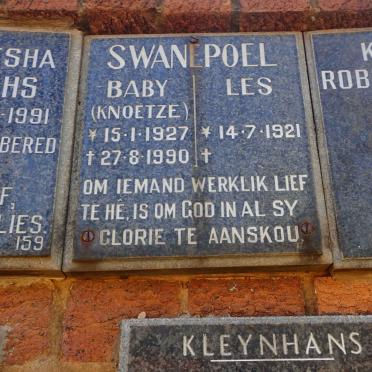 SHA
HS
1991
BERED
F,
LIES.
159
SWANEPOEL
BABY LES
(KNOETZE)
* 15·1·1927 * 14·7·1921
† 27·8·1990 †
OM IEMAND WERKLIK LIEF
TE HÊ, IS OM GOD IN AL SY
GLORIE TE AANSKOU
K
ROB
KLEYNHANS